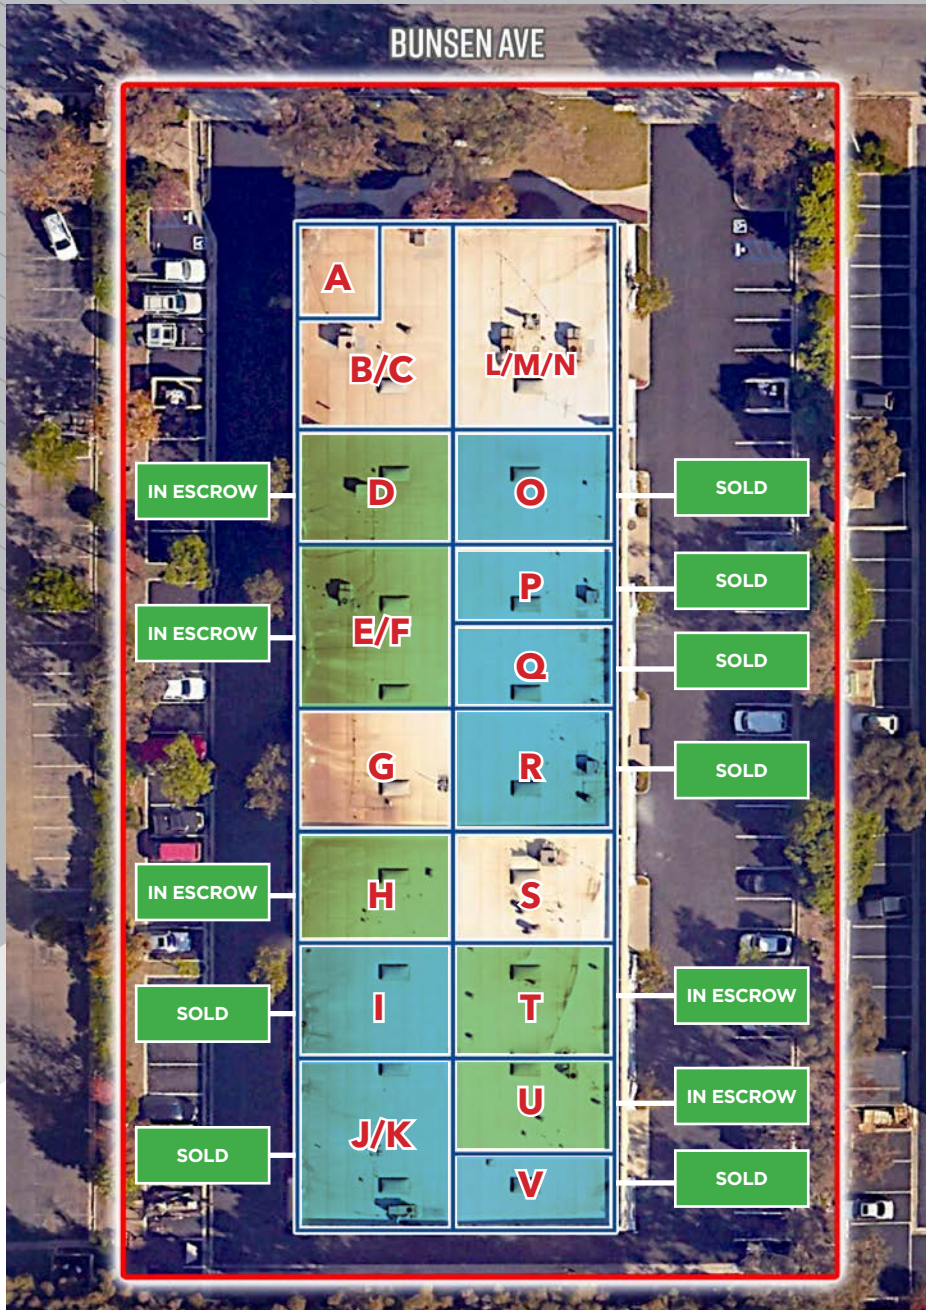 BUNSEN AVE
A
B/C
L/M/N
IN ESCROW
D
O
SOLD
P
SOLD
IN ESCROW
E/F
Q
SOLD
G
R
SOLD
IN ESCROW
H
S
SOLD
I
T
IN ESCROW
U
IN ESCROW
SOLD
J/K
V
SOLD